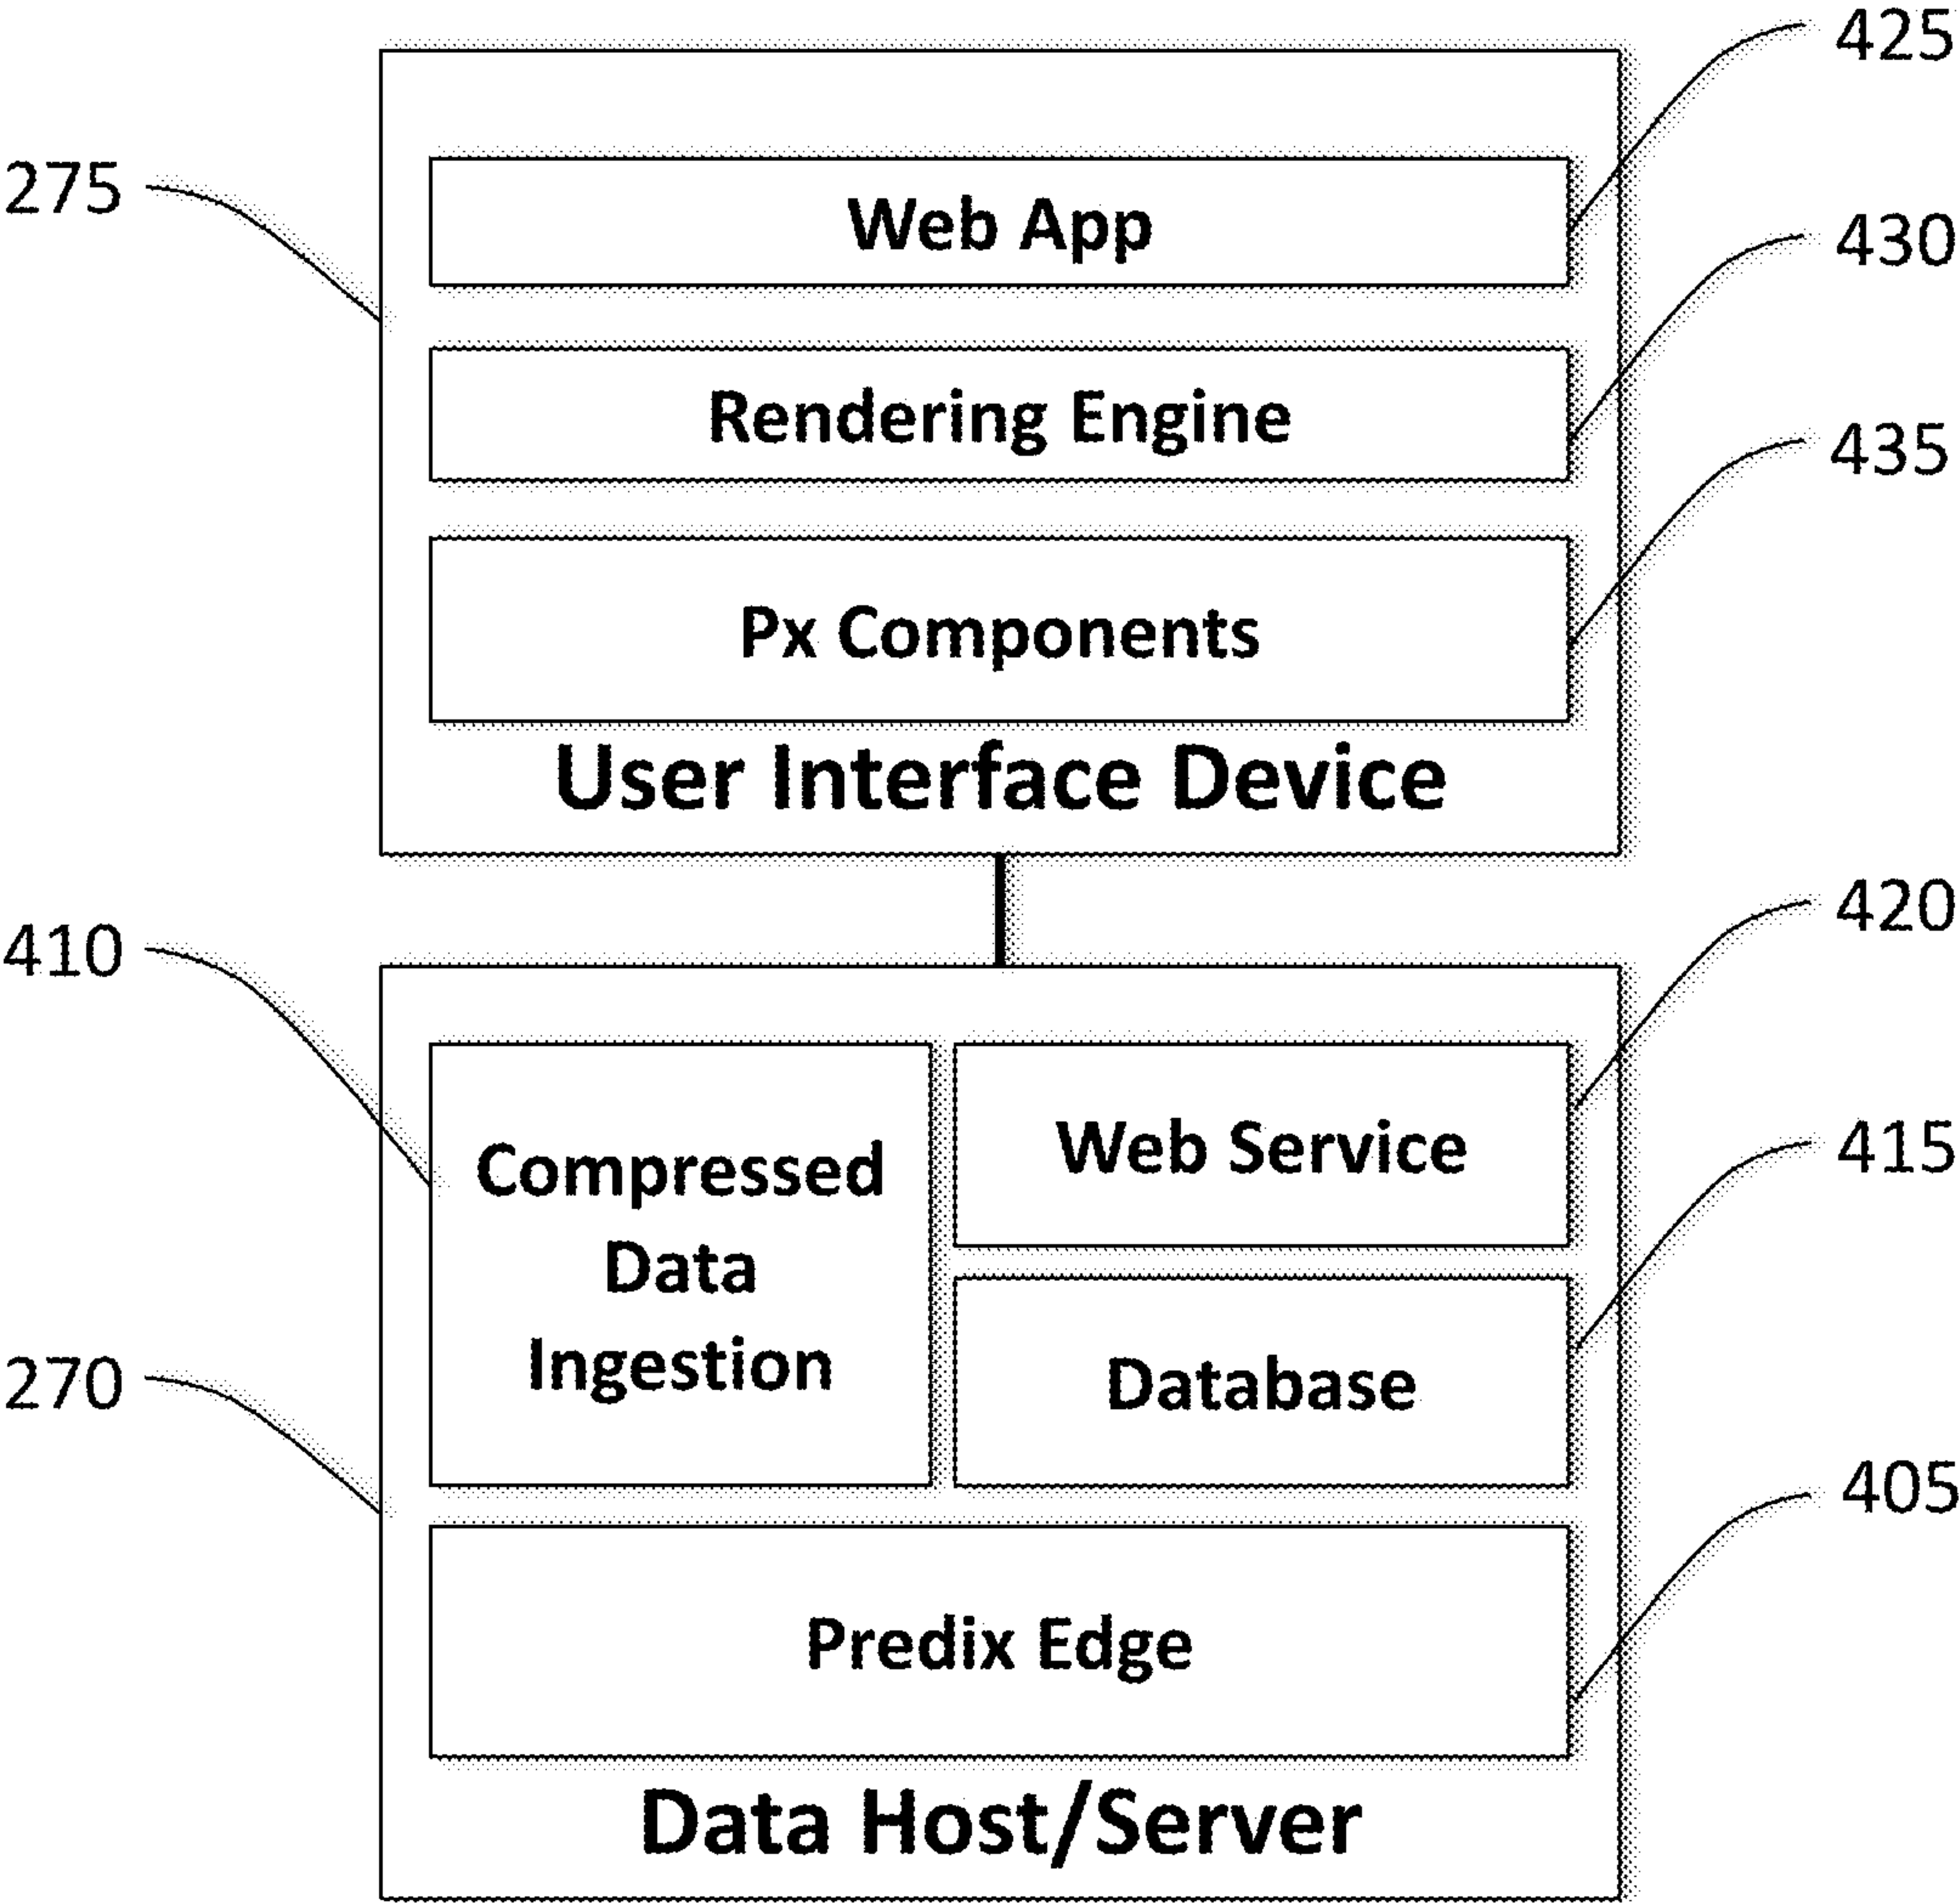 425
275
Web App
430
Rendering Engine
435
Px Components
User Interface Device
420
410
Web Service
415
Compressed
Data
Ingestion
Database
270
405
Predix Edge
Data Host/Server